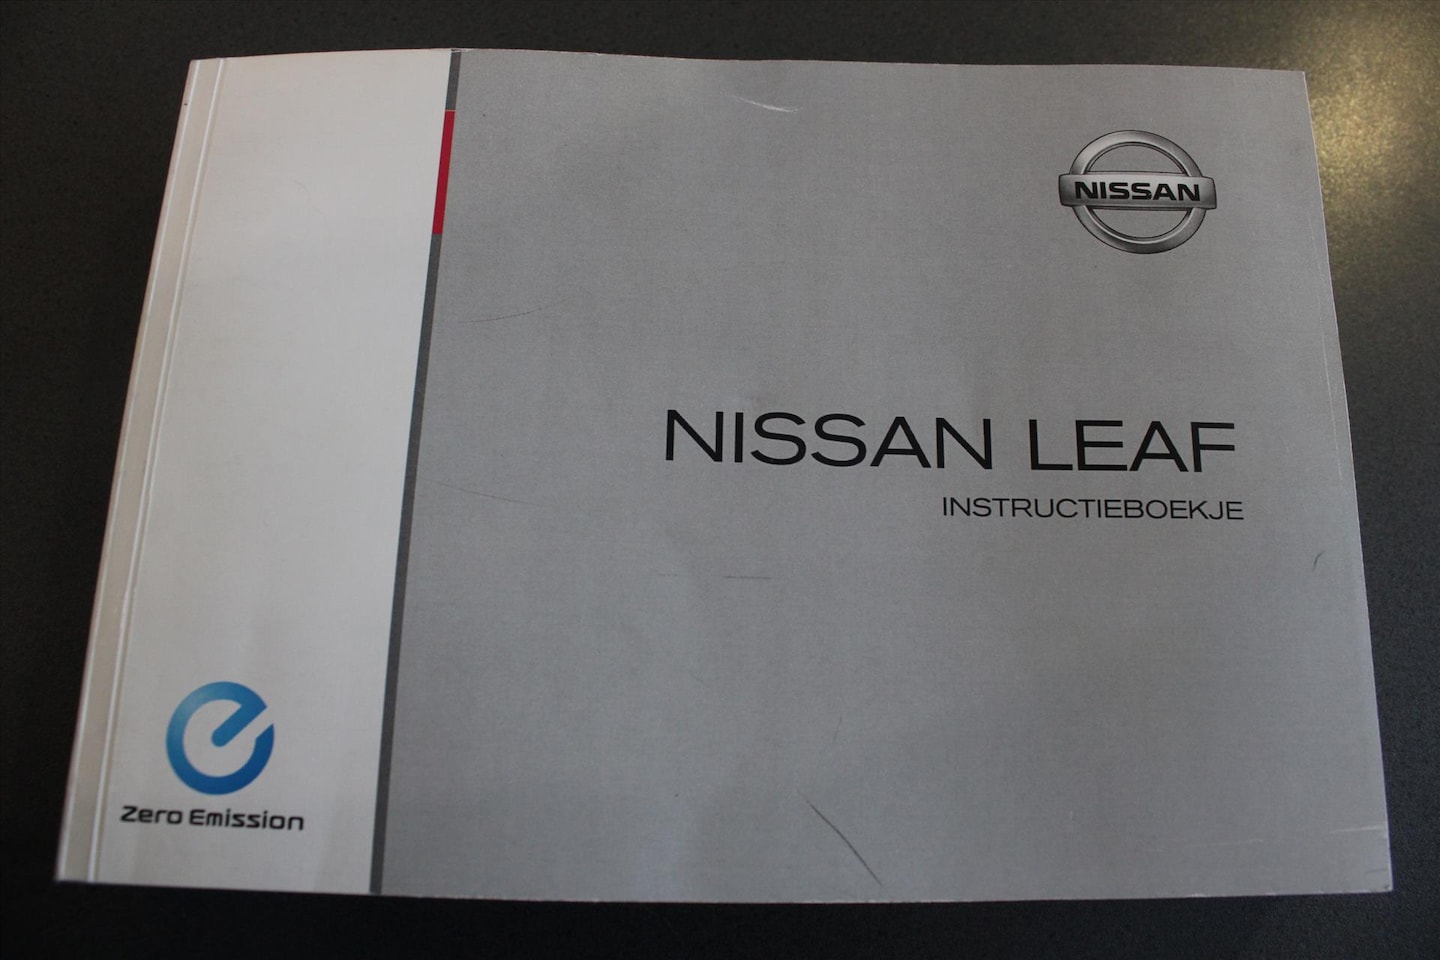 NISSAN
NISSAN LEAF
INSTRUCTIEBOEKJE
Zero Emission